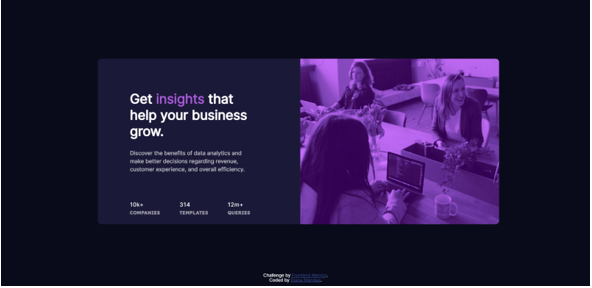 Get insights that
help your business
grow.
Discover the benefits of data analytics and
make better decisions regarding revenue,
customer experience, and overall efficiency.
10k+ 314 12m+
COMPANIES TEMPLATES QUERIES
Challenge by Frontend Mentor.
Coded by